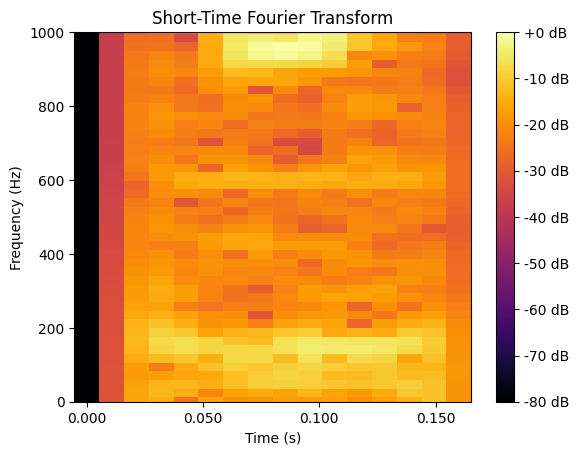 Short-Time Fourier Transform
1000
800
600
400
200
0
Frequency (Hz)
0.000
0.050
0.100
0.150
Time (s)
+0 dB
-10 dB
-20 dB
-30 dB
-40 dB
-50 dB
-60 dB
-70 dB
-80 dB